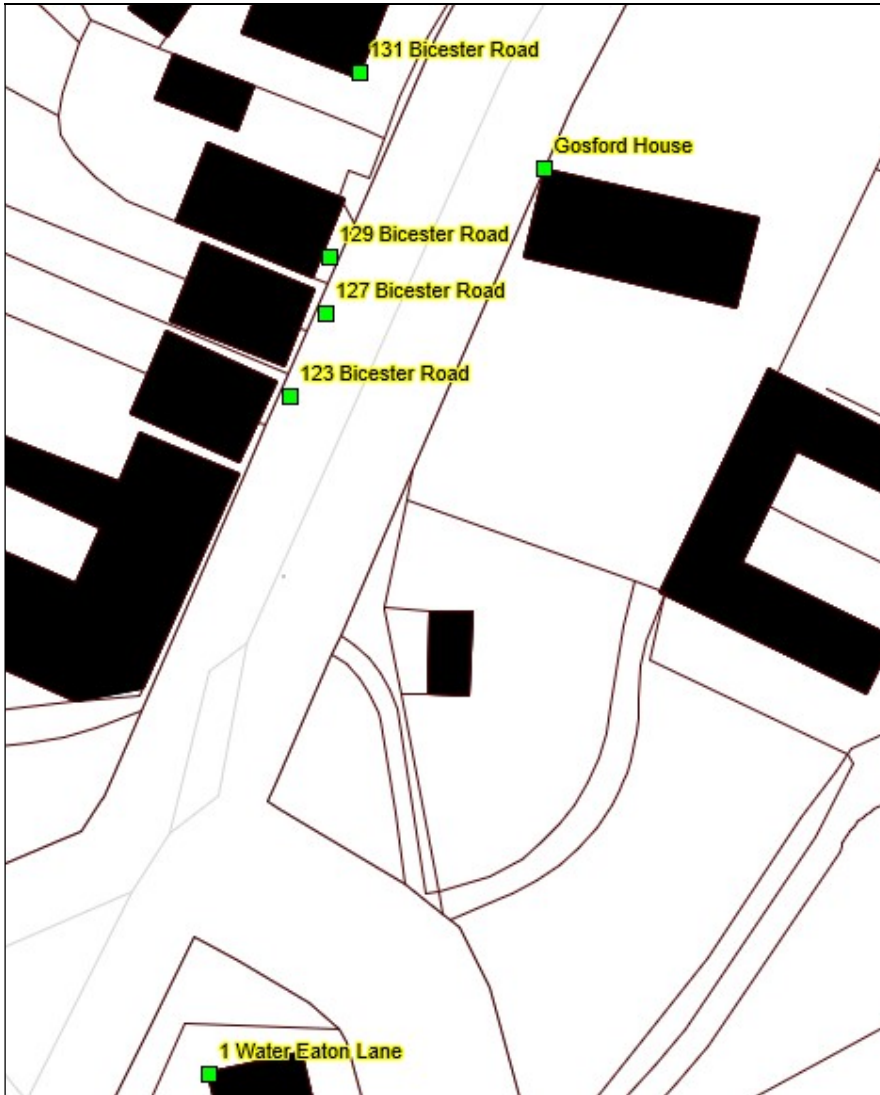 131 Bicester Road
Gosford House
129 Bicester Road
127 Bicester Road
123 Bicester Road
1 Water Eaton Lane